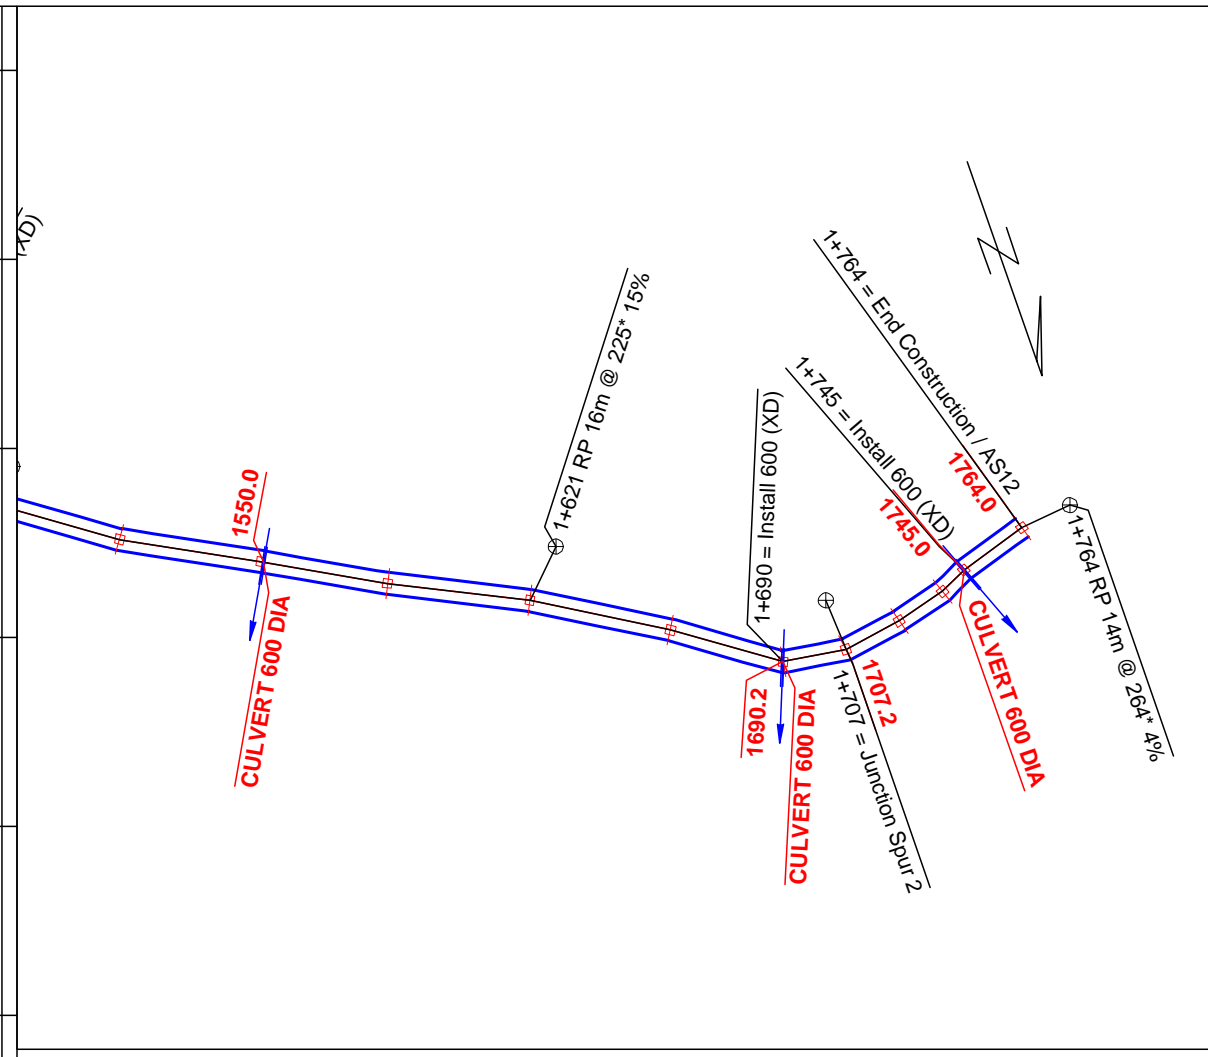 (XD)
1550.0
CULVERT 600 DIA
1+621 RP 16m @ 225* 15%
1+690 = Install 600 (XD)
1690.2
CULVERT 600 DIA
1+764 = End Construction / AS12
1764.0
1+745 = Install 600 (XD)
1745.0
CULVERT 600 DIA
1707.2
1+707 = Junction Spur 2
1+764 RP 14m @ 264* 4%